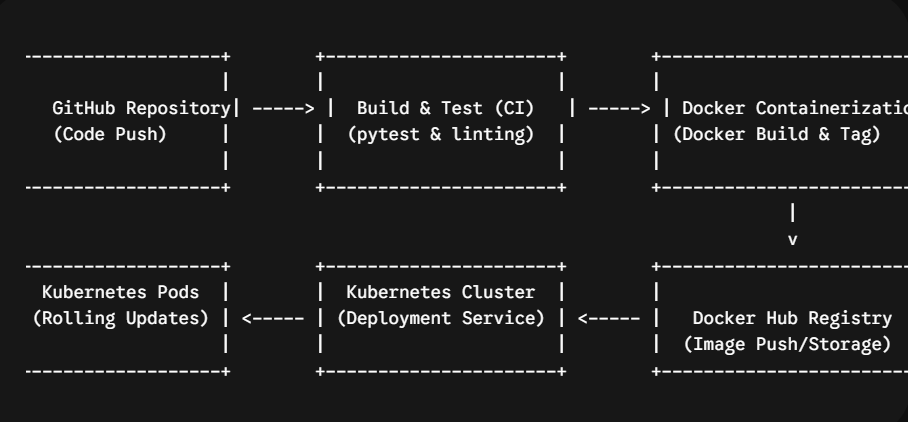 GitHub Repository| -----> | Build & Test (CI) | -----> | Docker Containerizatio
(Code Push) | | (pytest & linting) | | (Docker Build & Tag)
|
v
Kubernetes Pods | | Kubernetes Cluster | |
(Rolling Updates) | <----- | (Deployment Service) | <----- | Docker Hub Registry
| | | | (Image Push/Storage)